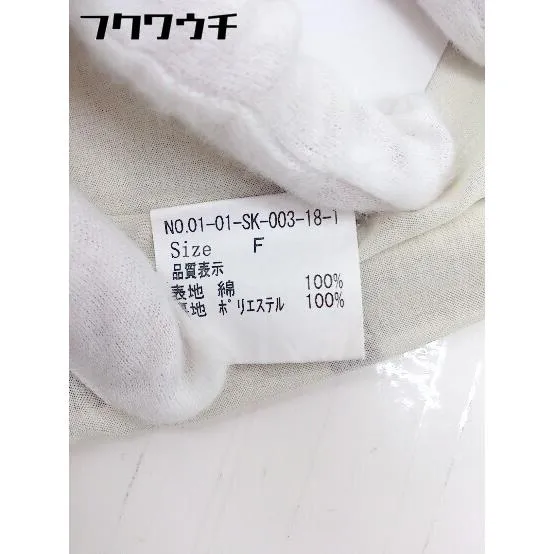 フクワウチ
NO.01-01-SK-003-18-1
Size F
品質表示
表地 綿 100%
裏地 ポリエステル 100%